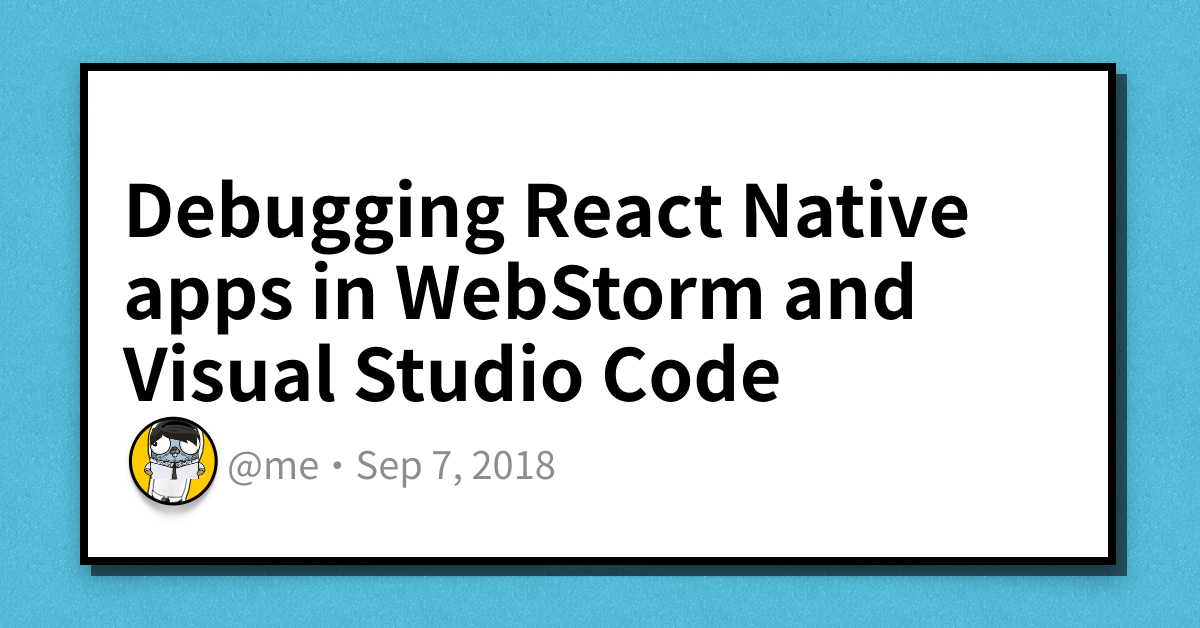 Debugging React Native
apps in WebStorm and
Visual Studio Code
@me • Sep 7, 2018